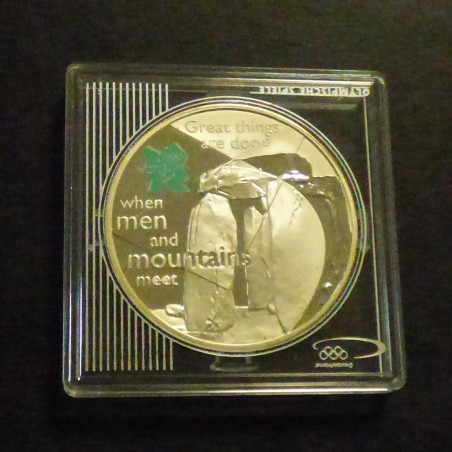 OLYMPISCHE SPIELE
Great things
are done
when
men
and
mountains
meet